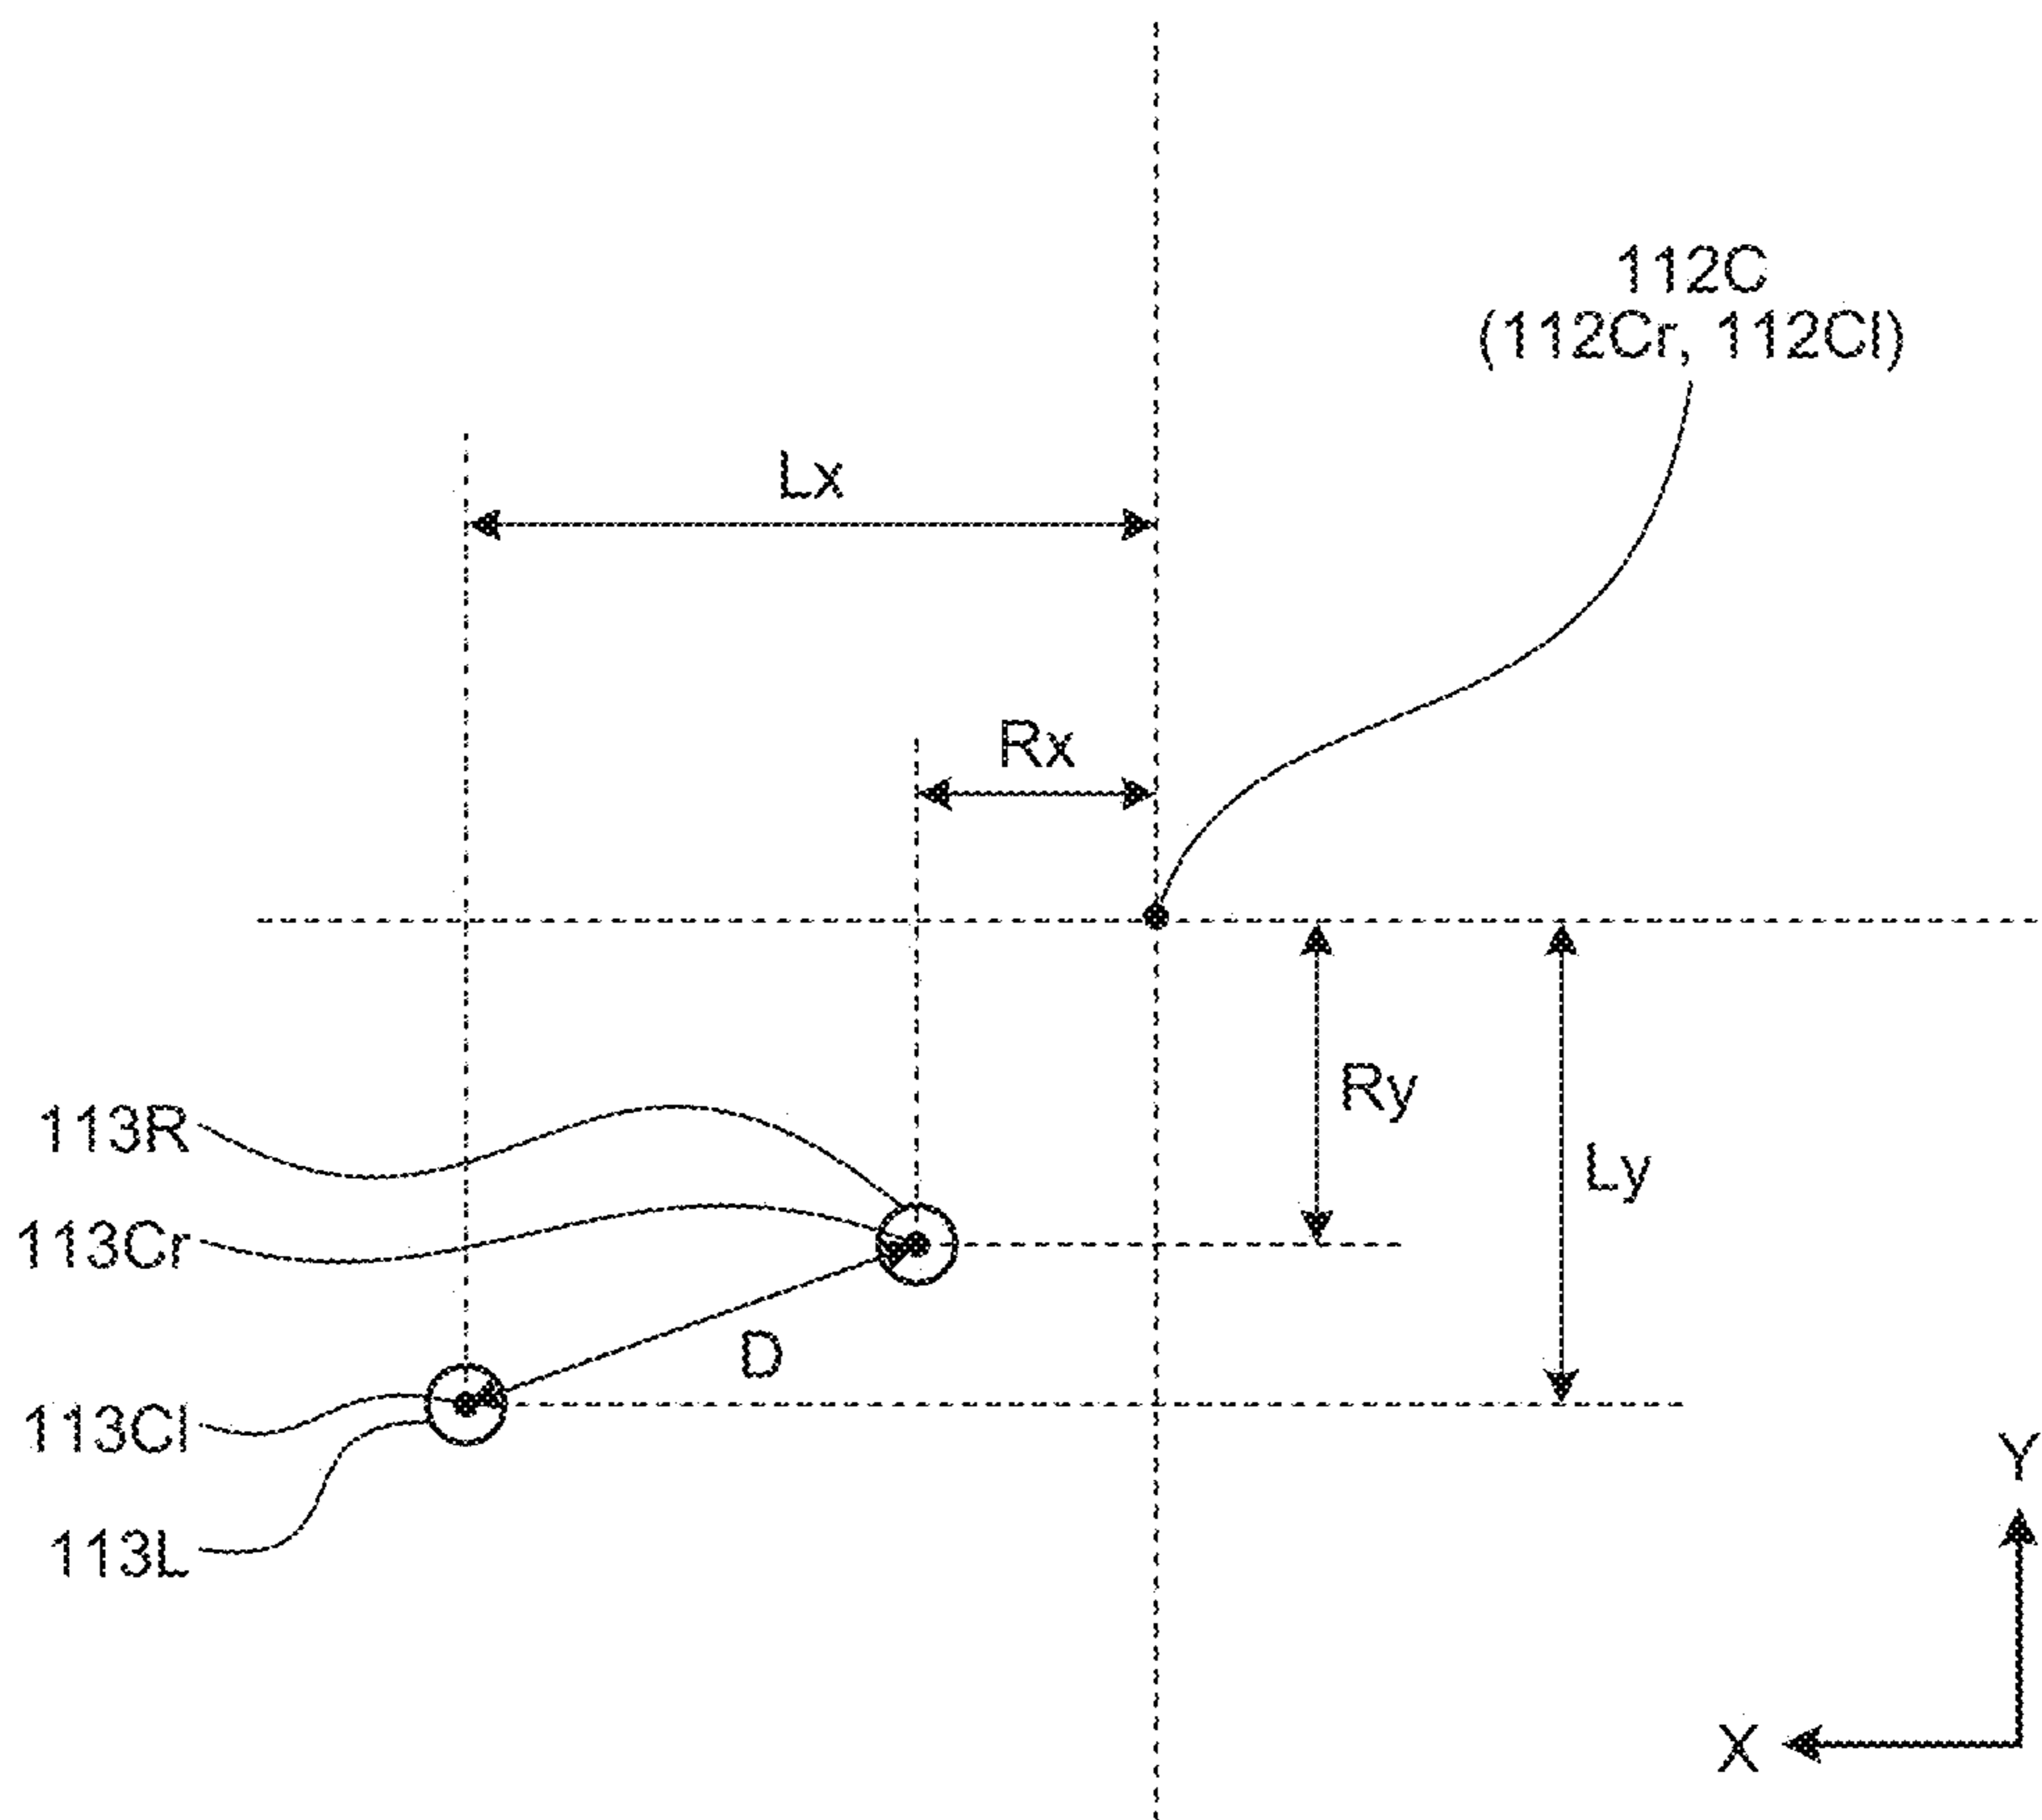 112C
(112Cr, 112Cl)
Lx
Rx
Ry
113R
Ly
113Cr
D
113Cl
Y
113L
X